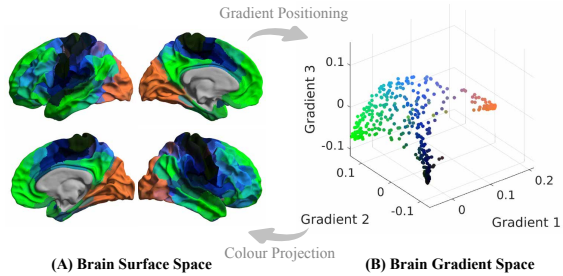 Gradient Positioning
0.1
0
-0.1
Gradient 3
0.1
0
-0.1
Gradient 2
0
0.1
0.2
Gradient 1
Colour Projection
(A) Brain Surface Space
(B) Brain Gradient Space